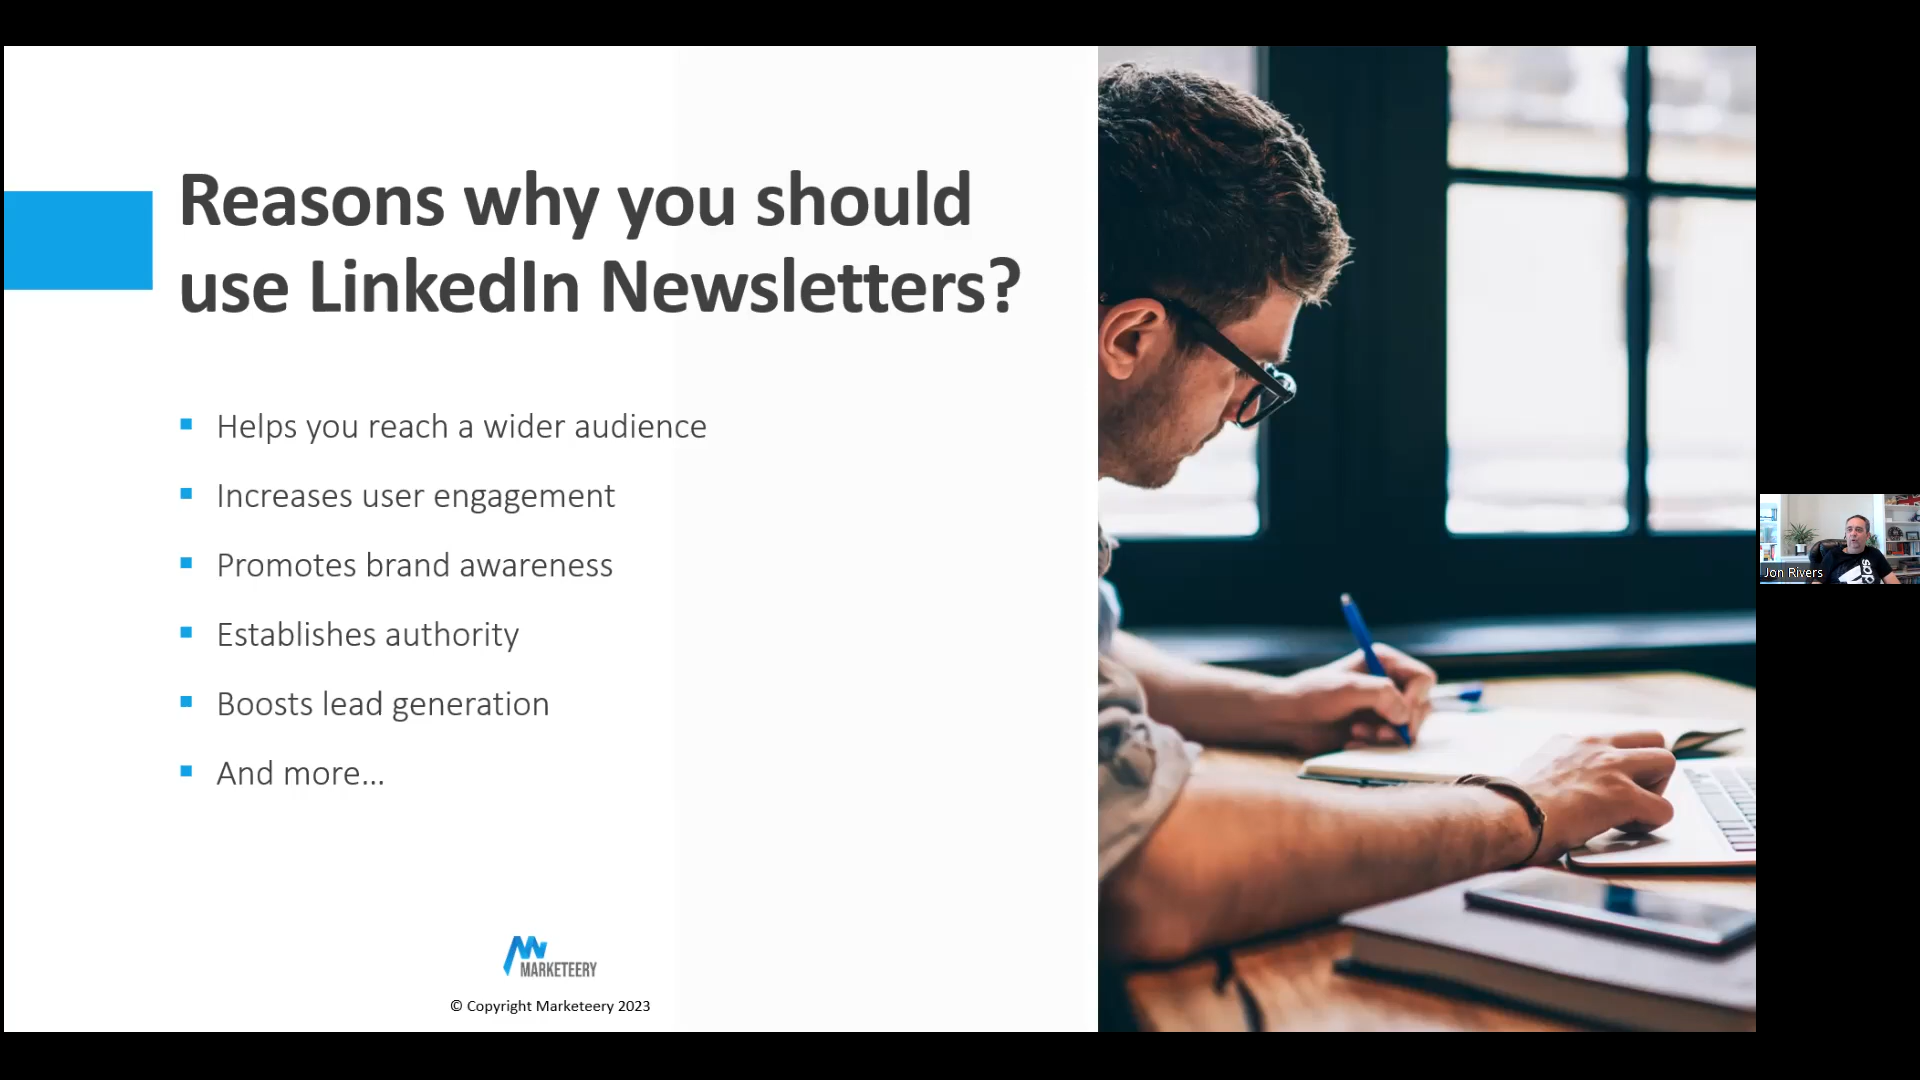 Reasons why you should
use LinkedIn Newsletters?
Helps you reach a wider audience
Increases user engagement
Promotes brand awareness
Establishes authority
Boosts lead generation
And more...
MARKETEERY
© Copyright Marketeery 2023
Jon Rivers
adidas